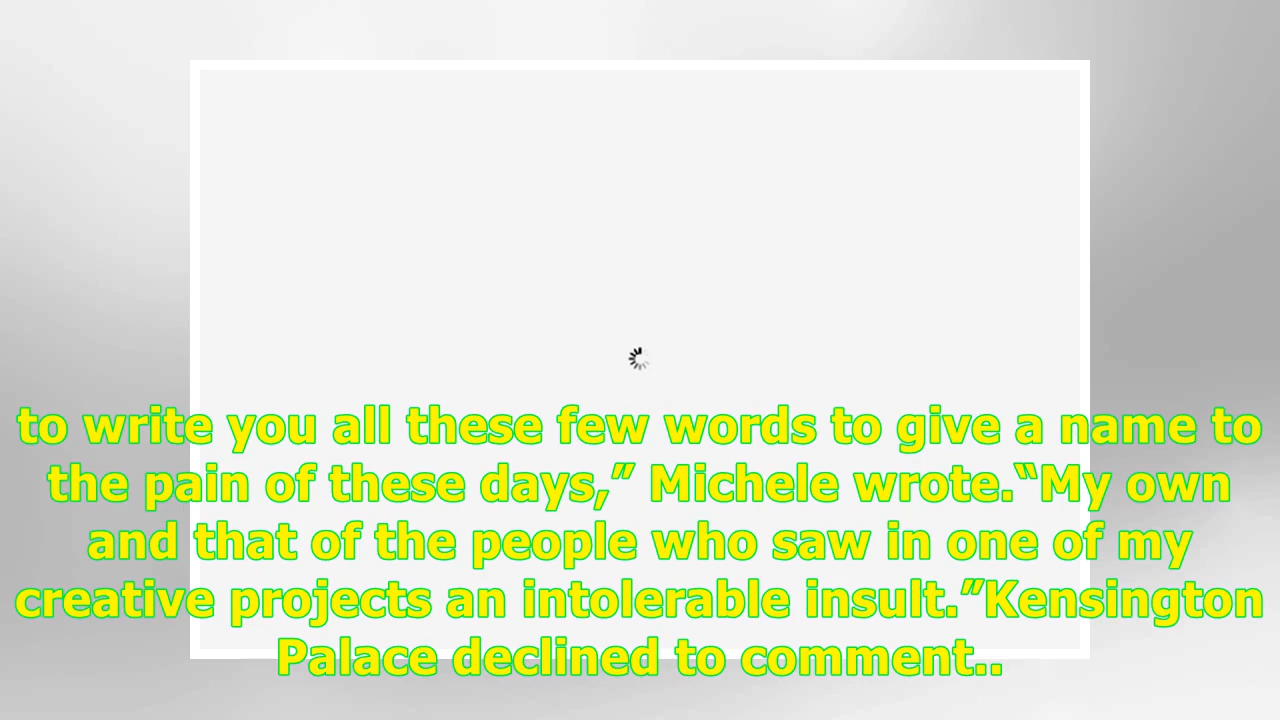 to write you all these few words to give a name to
the pain of these days,” Michele wrote.“My own
and that of the people who saw in one of my
creative projects an intolerable insult.”Kensington
Palace declined to comment..